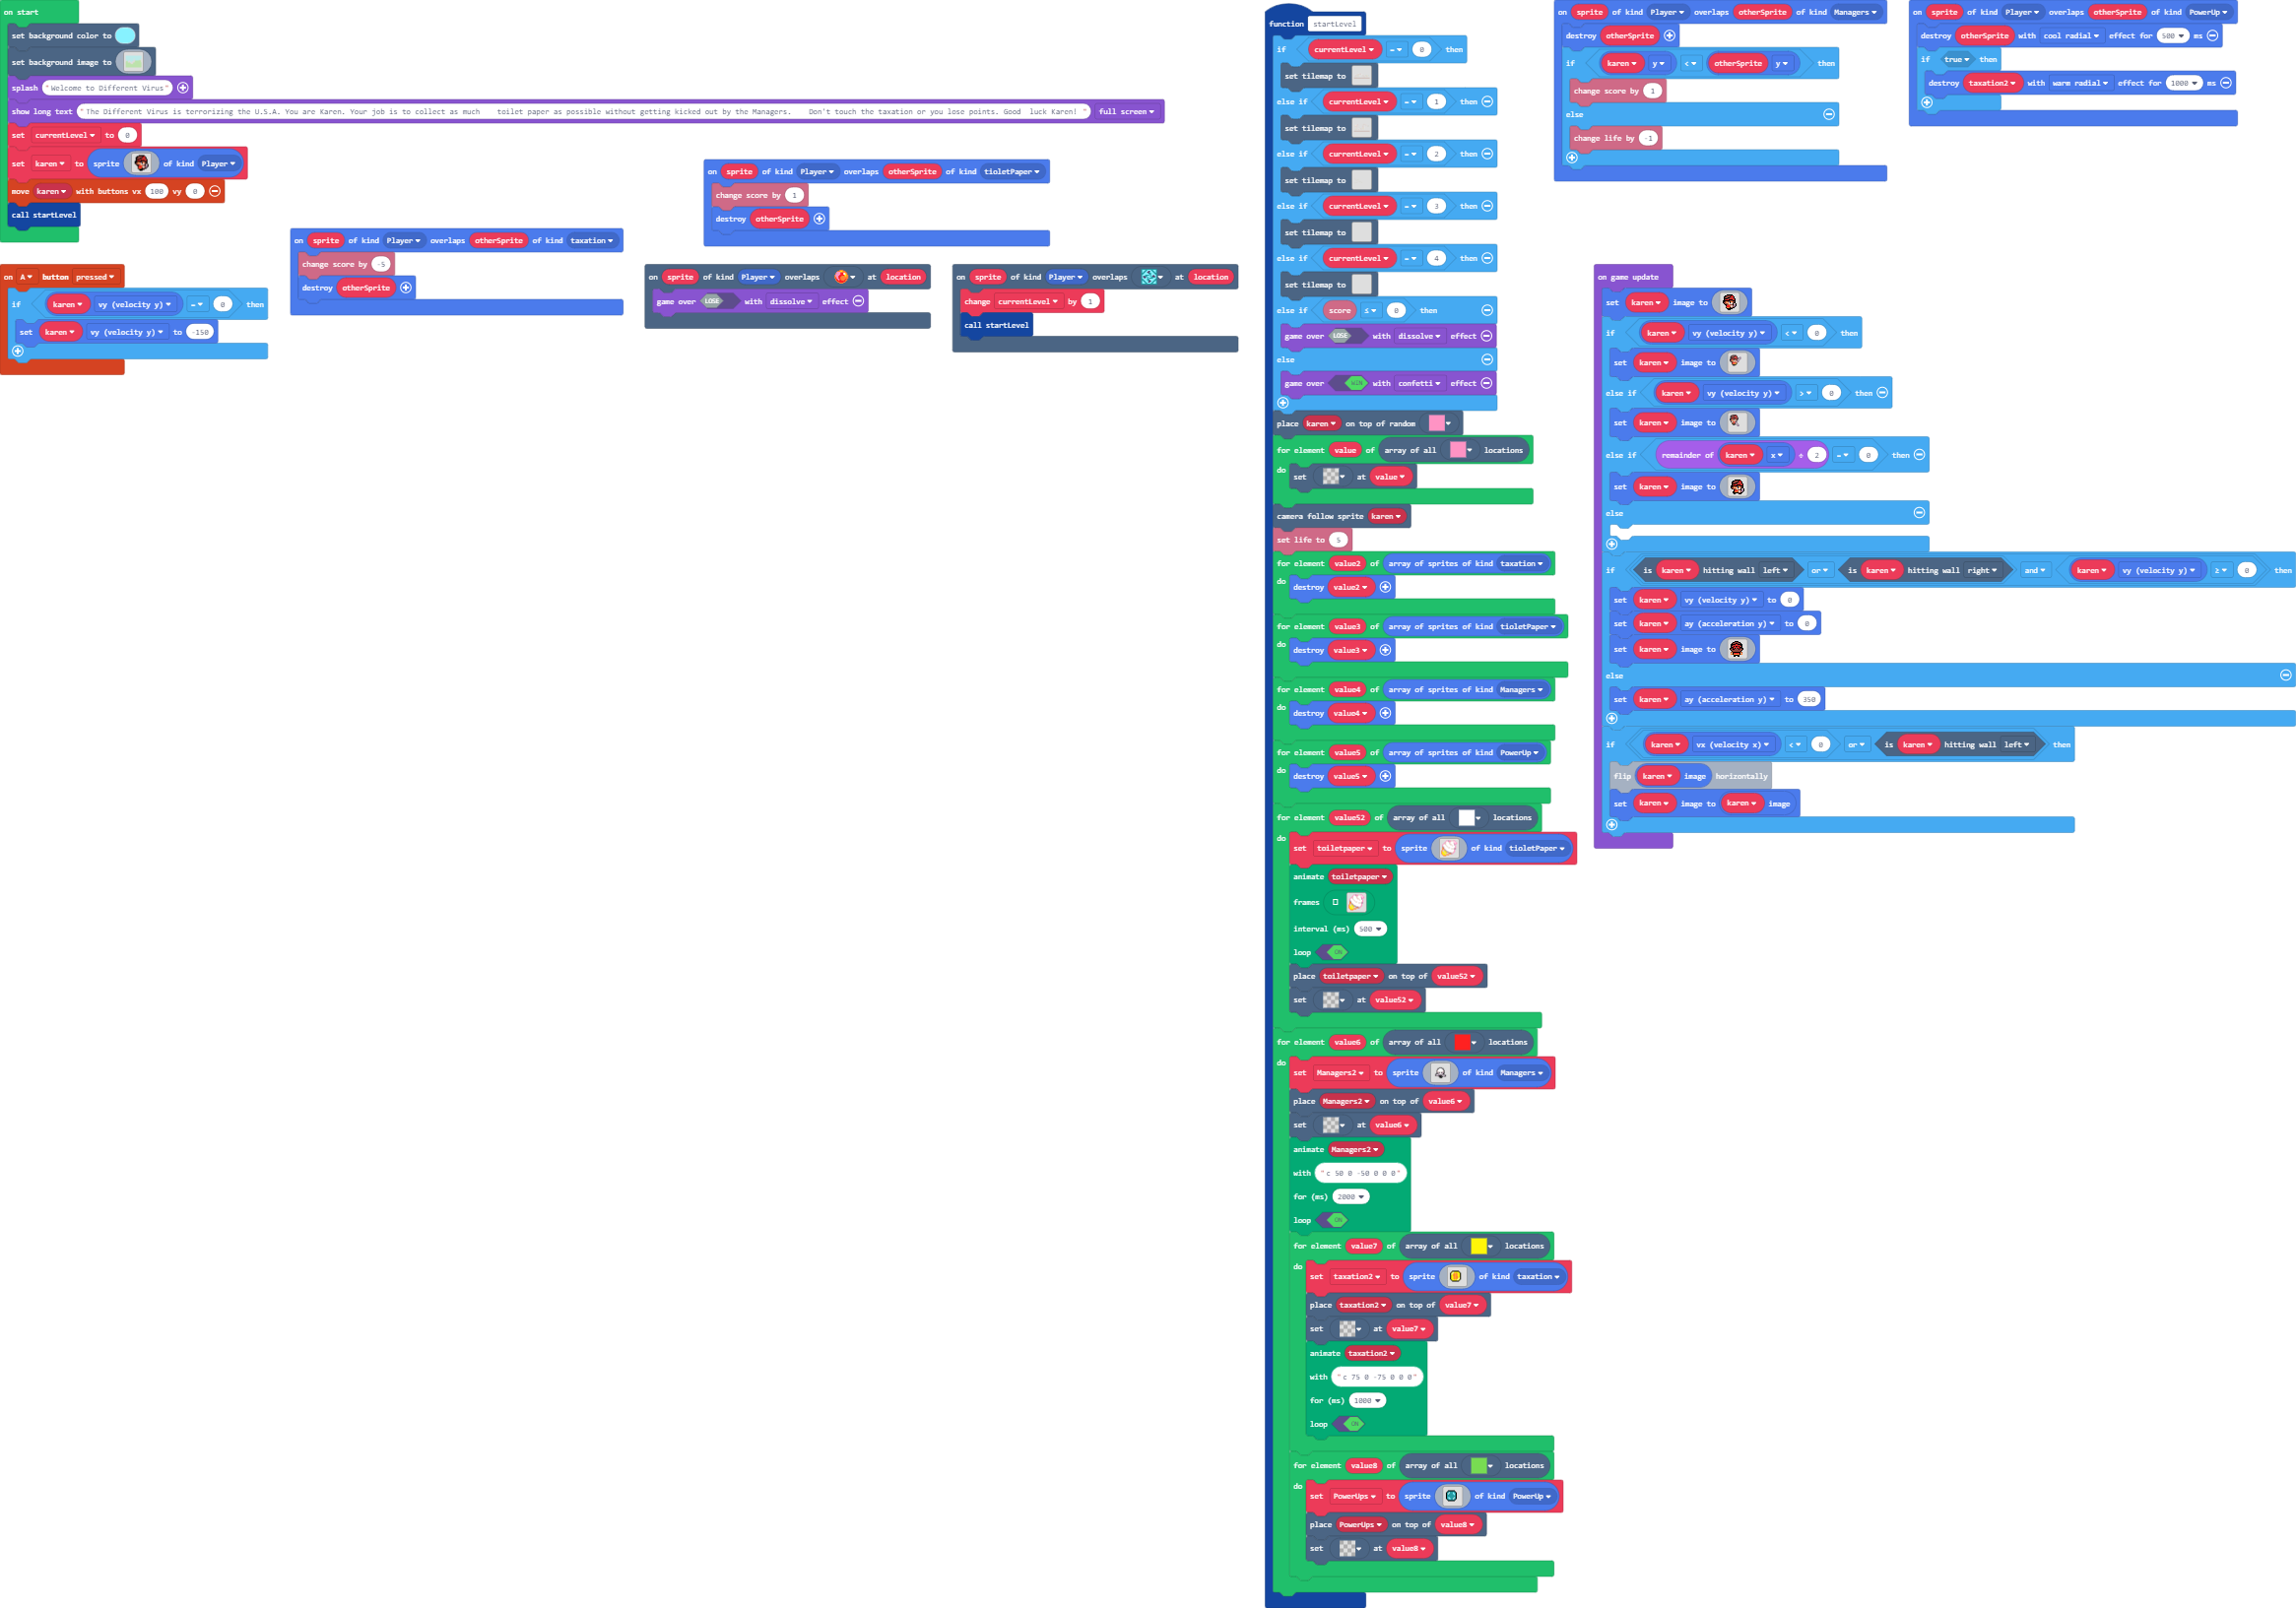 on start
set background color to
set background image to
splash "Welcome to Different Virus"
show long text "The Different Virus is terrorizing the U.S.A. You are Karen. Your job is to collect as much toilet paper as possible without getting kicked out by the Managers. Don't touch the taxation or you lose points. Good luck Karen! " full screen
set currentLevel to 0
set karen to sprite of kind Player
move karen with buttons vx 100 vy 0
call startLevel
on A button pressed
if karen vy (velocity y) = 0 then
set karen vy (velocity y) to -150
on sprite of kind Player overlaps otherSprite of kind taxation
change score by -5
destroy otherSprite
on sprite of kind Player overlaps otherSprite of kind tioletPaper
change score by 1
destroy otherSprite
on sprite of kind Player overlaps at location
game over LOSE with dissolve effect
on sprite of kind Player overlaps at location
change currentLevel by 1
call startLevel
function startLevel
if currentLevel = 0 then
set tilemap to
else if currentLevel = 1 then
set tilemap to
else if currentLevel = 2 then
set tilemap to
else if currentLevel = 3 then
set tilemap to
else if currentLevel = 4 then
set tilemap to
else if score ≤ 0 then
game over LOSE with dissolve effect
else
game over WIN with confetti effect
place karen on top of random
for element value of array of all locations
do set at value
camera follow sprite karen
set life to 5
for element value2 of array of sprites of kind taxation
do destroy value2
for element value3 of array of sprites of kind tioletPaper
do destroy value3
for element value4 of array of sprites of kind Managers
do destroy value4
for element value5 of array of sprites of kind PowerUp
do destroy value5
for element value52 of array of all locations
do set toiletpaper to sprite of kind tioletPaper
animate toiletpaper
frames
interval (ms) 500
loop ON
place toiletpaper on top of value52
set at value52
for element value6 of array of all locations
do set Managers2 to sprite of kind Managers
place Managers2 on top of value6
set at value6
animate Managers2
with "c 50 0 -50 0 0 0"
for (ms) 2000
loop ON
for element value7 of array of all locations
do set taxation2 to sprite of kind taxation
place taxation2 on top of value7
set at value7
animate taxation2
with "c 75 0 -75 0 0 0"
for (ms) 1000
loop ON
for element value8 of array of all locations
do set PowerUps to sprite of kind PowerUp
place PowerUps on top of value8
set at value8
on sprite of kind Player overlaps otherSprite of kind Managers
destroy otherSprite
if karen y < otherSprite y then
change score by 1
else
change life by -1
on sprite of kind Player overlaps otherSprite of kind PowerUp
destroy otherSprite with cool radial effect for 500 ms
if true then
destroy taxation2 with warm radial effect for 1000 ms
on game update
set karen image to
if karen vy (velocity y) < 0 then
set karen image to
else if karen vy (velocity y) > 0 then
set karen image to
else if remainder of karen x ÷ 2 = 0 then
set karen image to
else
if is karen hitting wall left or is karen hitting wall right and karen vy (velocity y) ≥ 0 then
set karen vy (velocity y) to 0
set karen ay (acceleration y) to 0
set karen image to
else
set karen ay (acceleration y) to 350
if karen vx (velocity x) < 0 or is karen hitting wall left then
flip karen image horizontally
set karen image to karen image